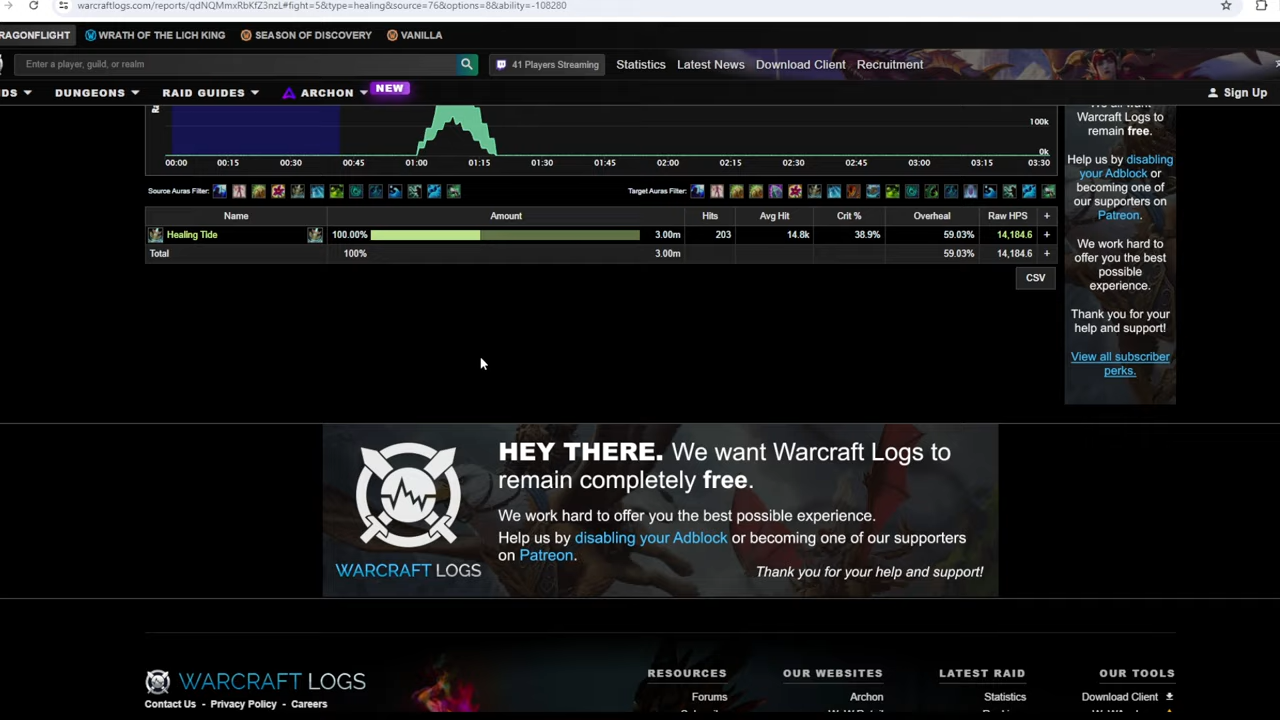 warcraftlogs.com/reports/qdNQMmxRbKfZ3nzL#fight=5&type=healing&source=76&options=8&ability=-108280
RAGONFLIGHT WRATH OF THE LICH KING SEASON OF DISCOVERY VANILLA
Enter a player, guild, or realm 41 Players Streaming Statistics Latest News Download Client Recruitment
DS DUNGEONS RAID GUIDES ARCHON NEW Sign Up
Warcraft Logs to
remain free.
Help us by disabling
your Adblock or
becoming one of
our supporters on
Patreon.
We work hard to
offer you the best
possible
experience.
Thank you for your
help and support!
View all subscriber
perks.
100k
0k
00:00 00:15 00:30 00:45 01:00 01:15 01:30 01:45 02:00 02:15 02:30 02:45 03:00 03:15 03:30
Source Auras Filter: Target Auras Filter:
Name Amount Hits Avg Hit Crit % Overheal Raw HPS +
Healing Tide 100.00% 3.00m 203 14.8k 38.9% 59.03% 14,184.6 +
Total 100% 3.00m 59.03% 14,184.6 +
CSV
HEY THERE. We want Warcraft Logs to
remain completely free.
We work hard to offer you the best possible experience.
Help us by disabling your Adblock or becoming one of our supporters
on Patreon.
Thank you for your help and support!
WARCRAFT LOGS
WARCRAFT LOGS
Contact Us - Privacy Policy - Careers
RESOURCES OUR WEBSITES LATEST RAID OUR TOOLS
Forums Archon Statistics Download Client